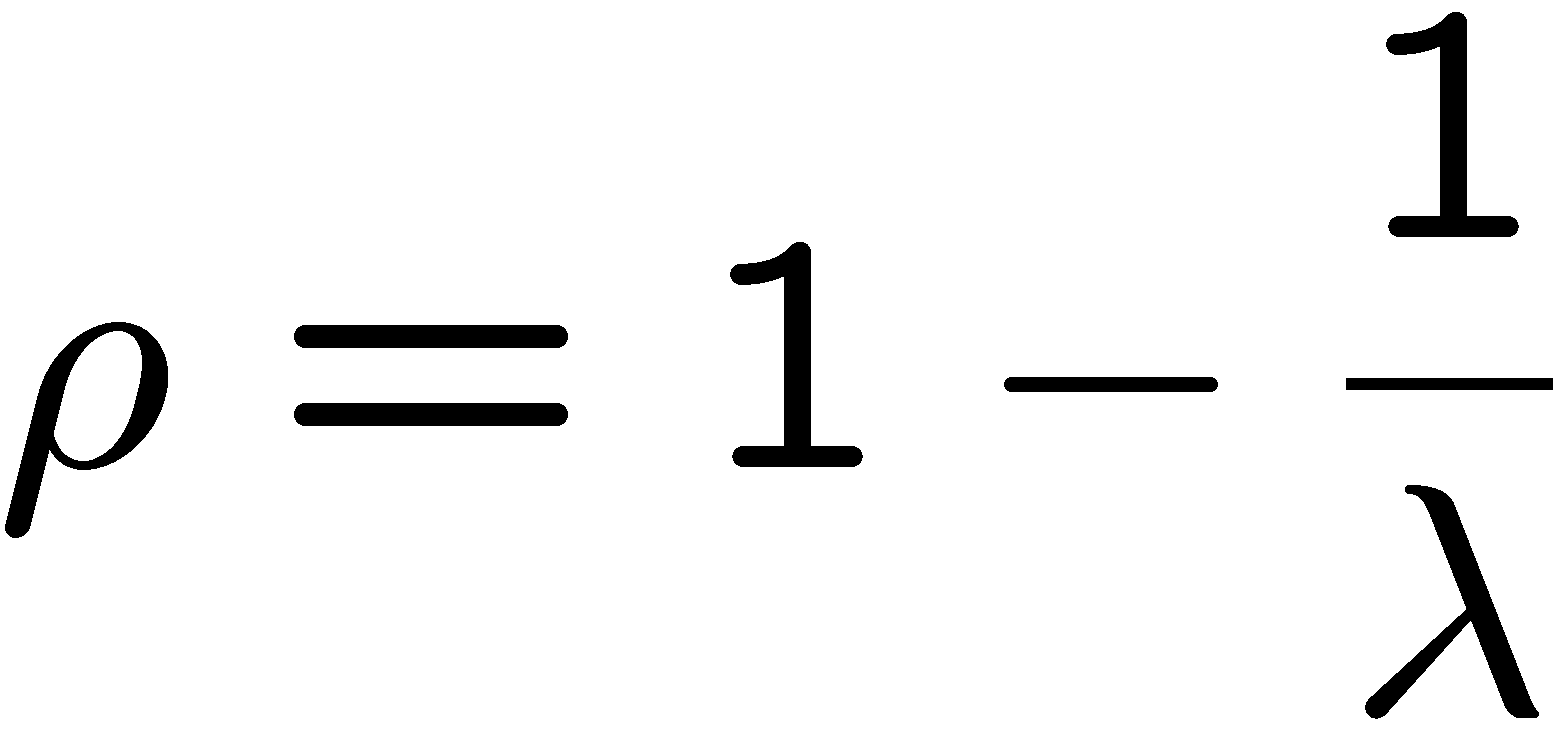 ρ = 1 − 1/λ